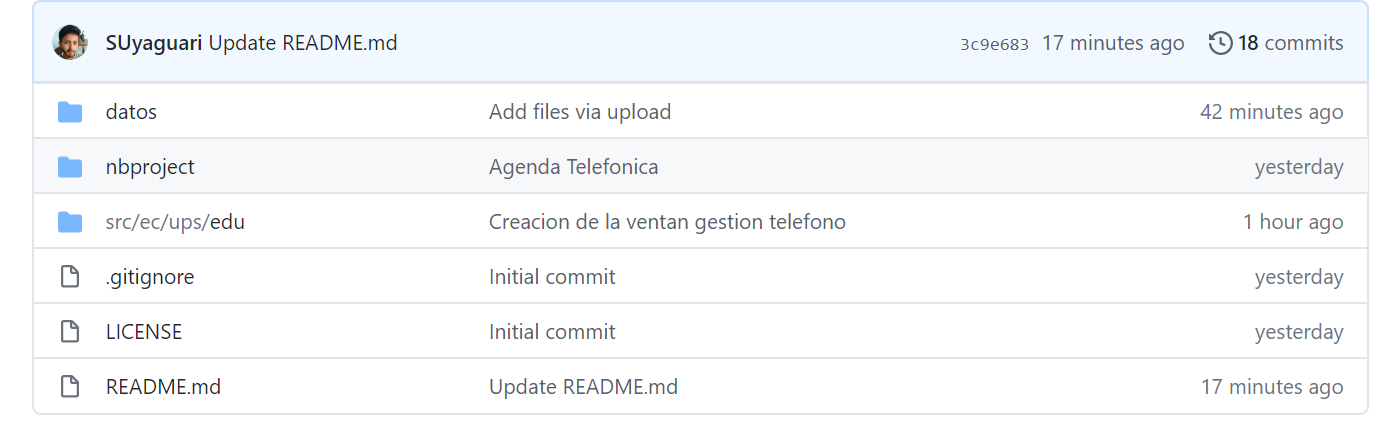 SUyaguari Update README.md 3c9e683 17 minutes ago 18 commits
datos Add files via upload 42 minutes ago
nbproject Agenda Telefonica yesterday
src/ec/ups/edu Creacion de la ventan gestion telefono 1 hour ago
.gitignore Initial commit yesterday
LICENSE Initial commit yesterday
README.md Update README.md 17 minutes ago